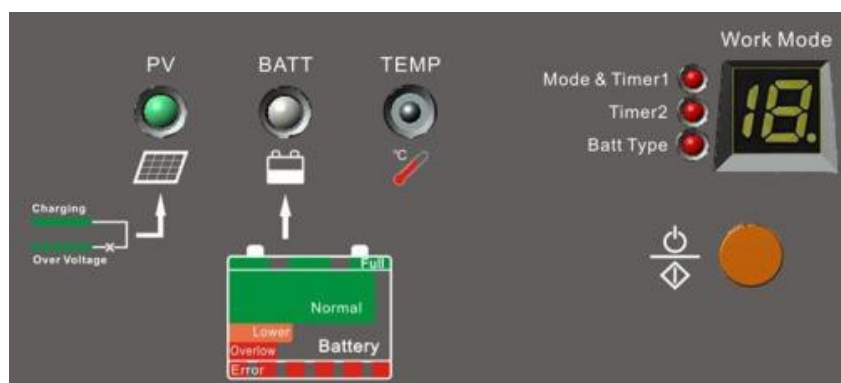 Work Mode
PV BATT TEMP
Mode & Timer1
Timer2
Batt Type
18.
°C
Charging
Over Voltage
Full
Normal
Lower
Overlow
Battery
Error